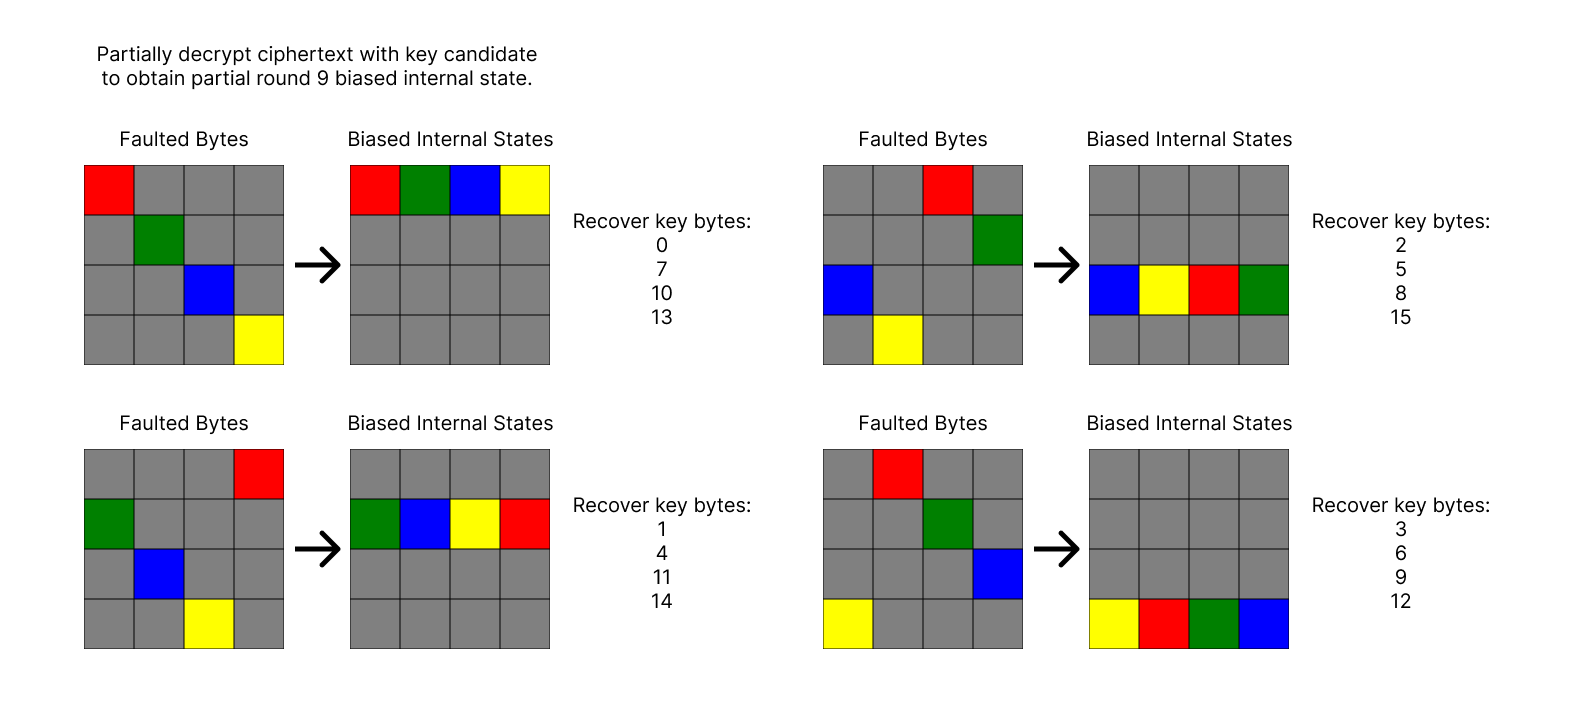 Partially decrypt ciphertext with key candidate
to obtain partial round 9 biased internal state.
Faulted Bytes
Biased Internal States
Recover key bytes:
0
7
10
13
Faulted Bytes
Biased Internal States
Recover key bytes:
2
5
8
15
Faulted Bytes
Biased Internal States
Recover key bytes:
1
4
11
14
Faulted Bytes
Biased Internal States
Recover key bytes:
3
6
9
12